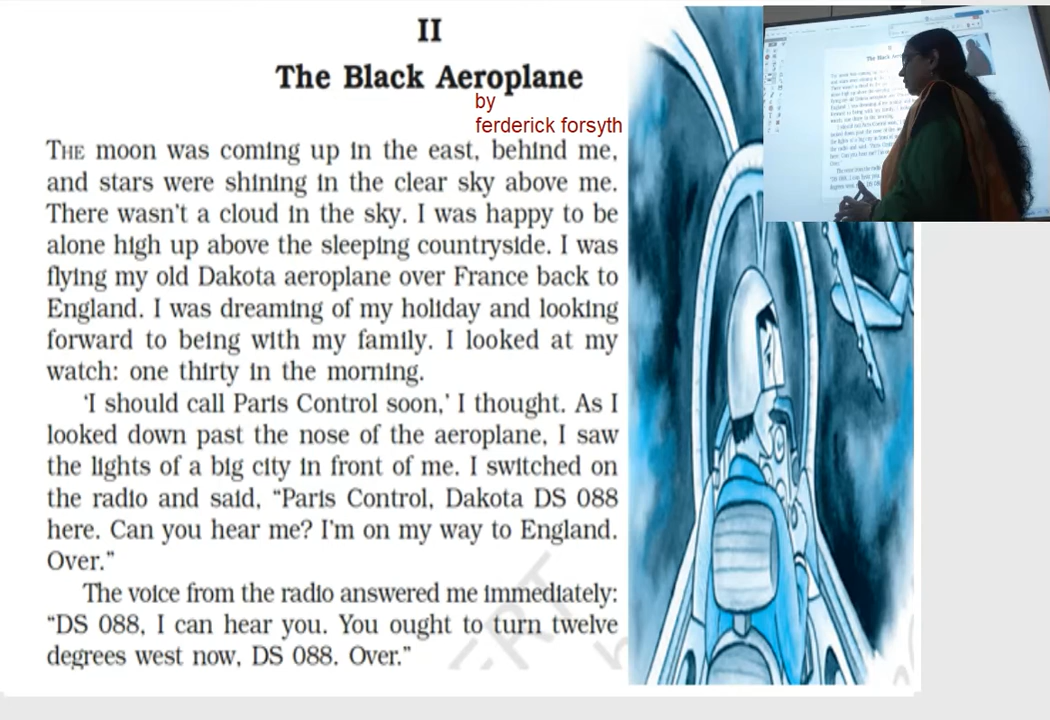 II
The Black Aeroplane
by
ferderick forsyth
THE moon was coming up in the east, behind me,
and stars were shining in the clear sky above me.
There wasn't a cloud in the sky. I was happy to be
alone high up above the sleeping countryside. I was
flying my old Dakota aeroplane over France back to
England. I was dreaming of my holiday and looking
forward to being with my family. I looked at my
watch: one thirty in the morning.
'I should call Paris Control soon,' I thought. As I
looked down past the nose of the aeroplane, I saw
the lights of a big city in front of me. I switched on
the radio and said, “Paris Control, Dakota DS 088
here. Can you hear me? I'm on my way to England.
Over.”
The voice from the radio answered me immediately:
“DS 088, I can hear you. You ought to turn twelve
degrees west now, DS 088. Over.”